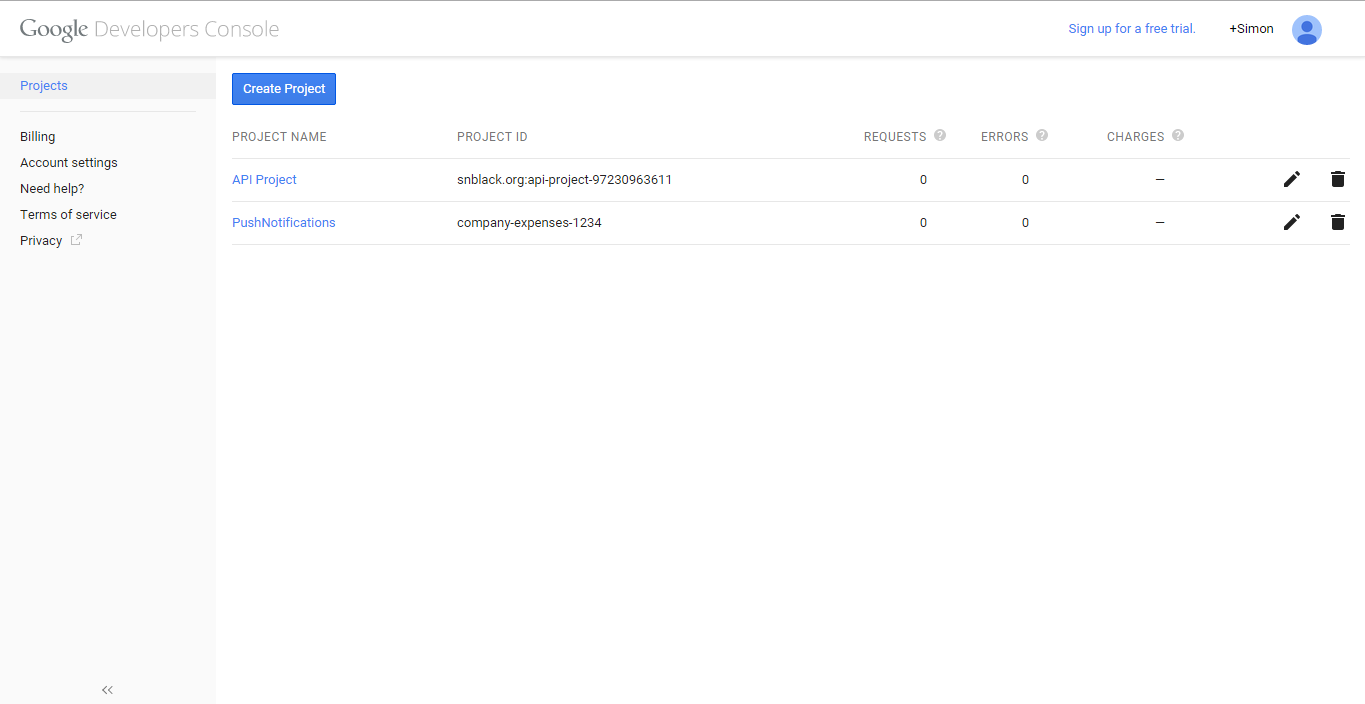 Google Developers Console
Sign up for a free trial. +Simon
Projects
Billing
Account settings
Need help?
Terms of service
Privacy
Create Project
PROJECT NAME PROJECT ID REQUESTS ? ERRORS ? CHARGES ?
API Project snblack.org:api-project-97230963611 0 0 —
PushNotifications company-expenses-1234 0 0 —